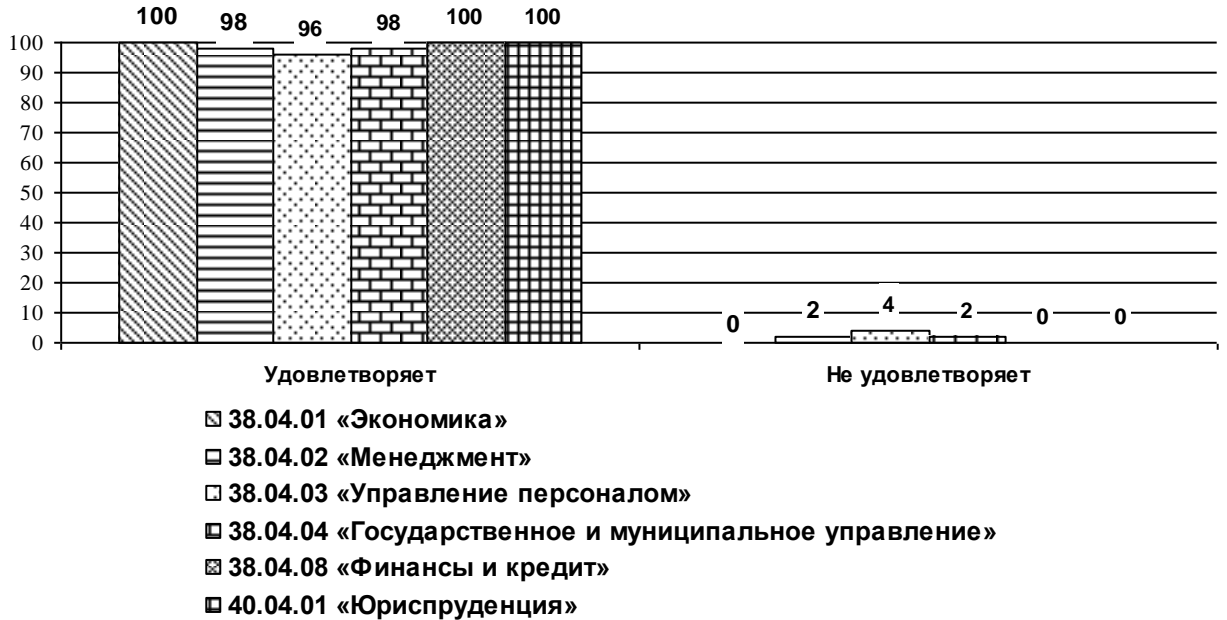 100 98 96 98 100 100
100
90
80
70
60
50
40
30
20
10
0
0 2 4 2 0 0
Удовлетворяет Не удовлетворяет
38.04.01 «Экономика»
38.04.02 «Менеджмент»
38.04.03 «Управление персоналом»
38.04.04 «Государственное и муниципальное управление»
38.04.08 «Финансы и кредит»
40.04.01 «Юриспруденция»